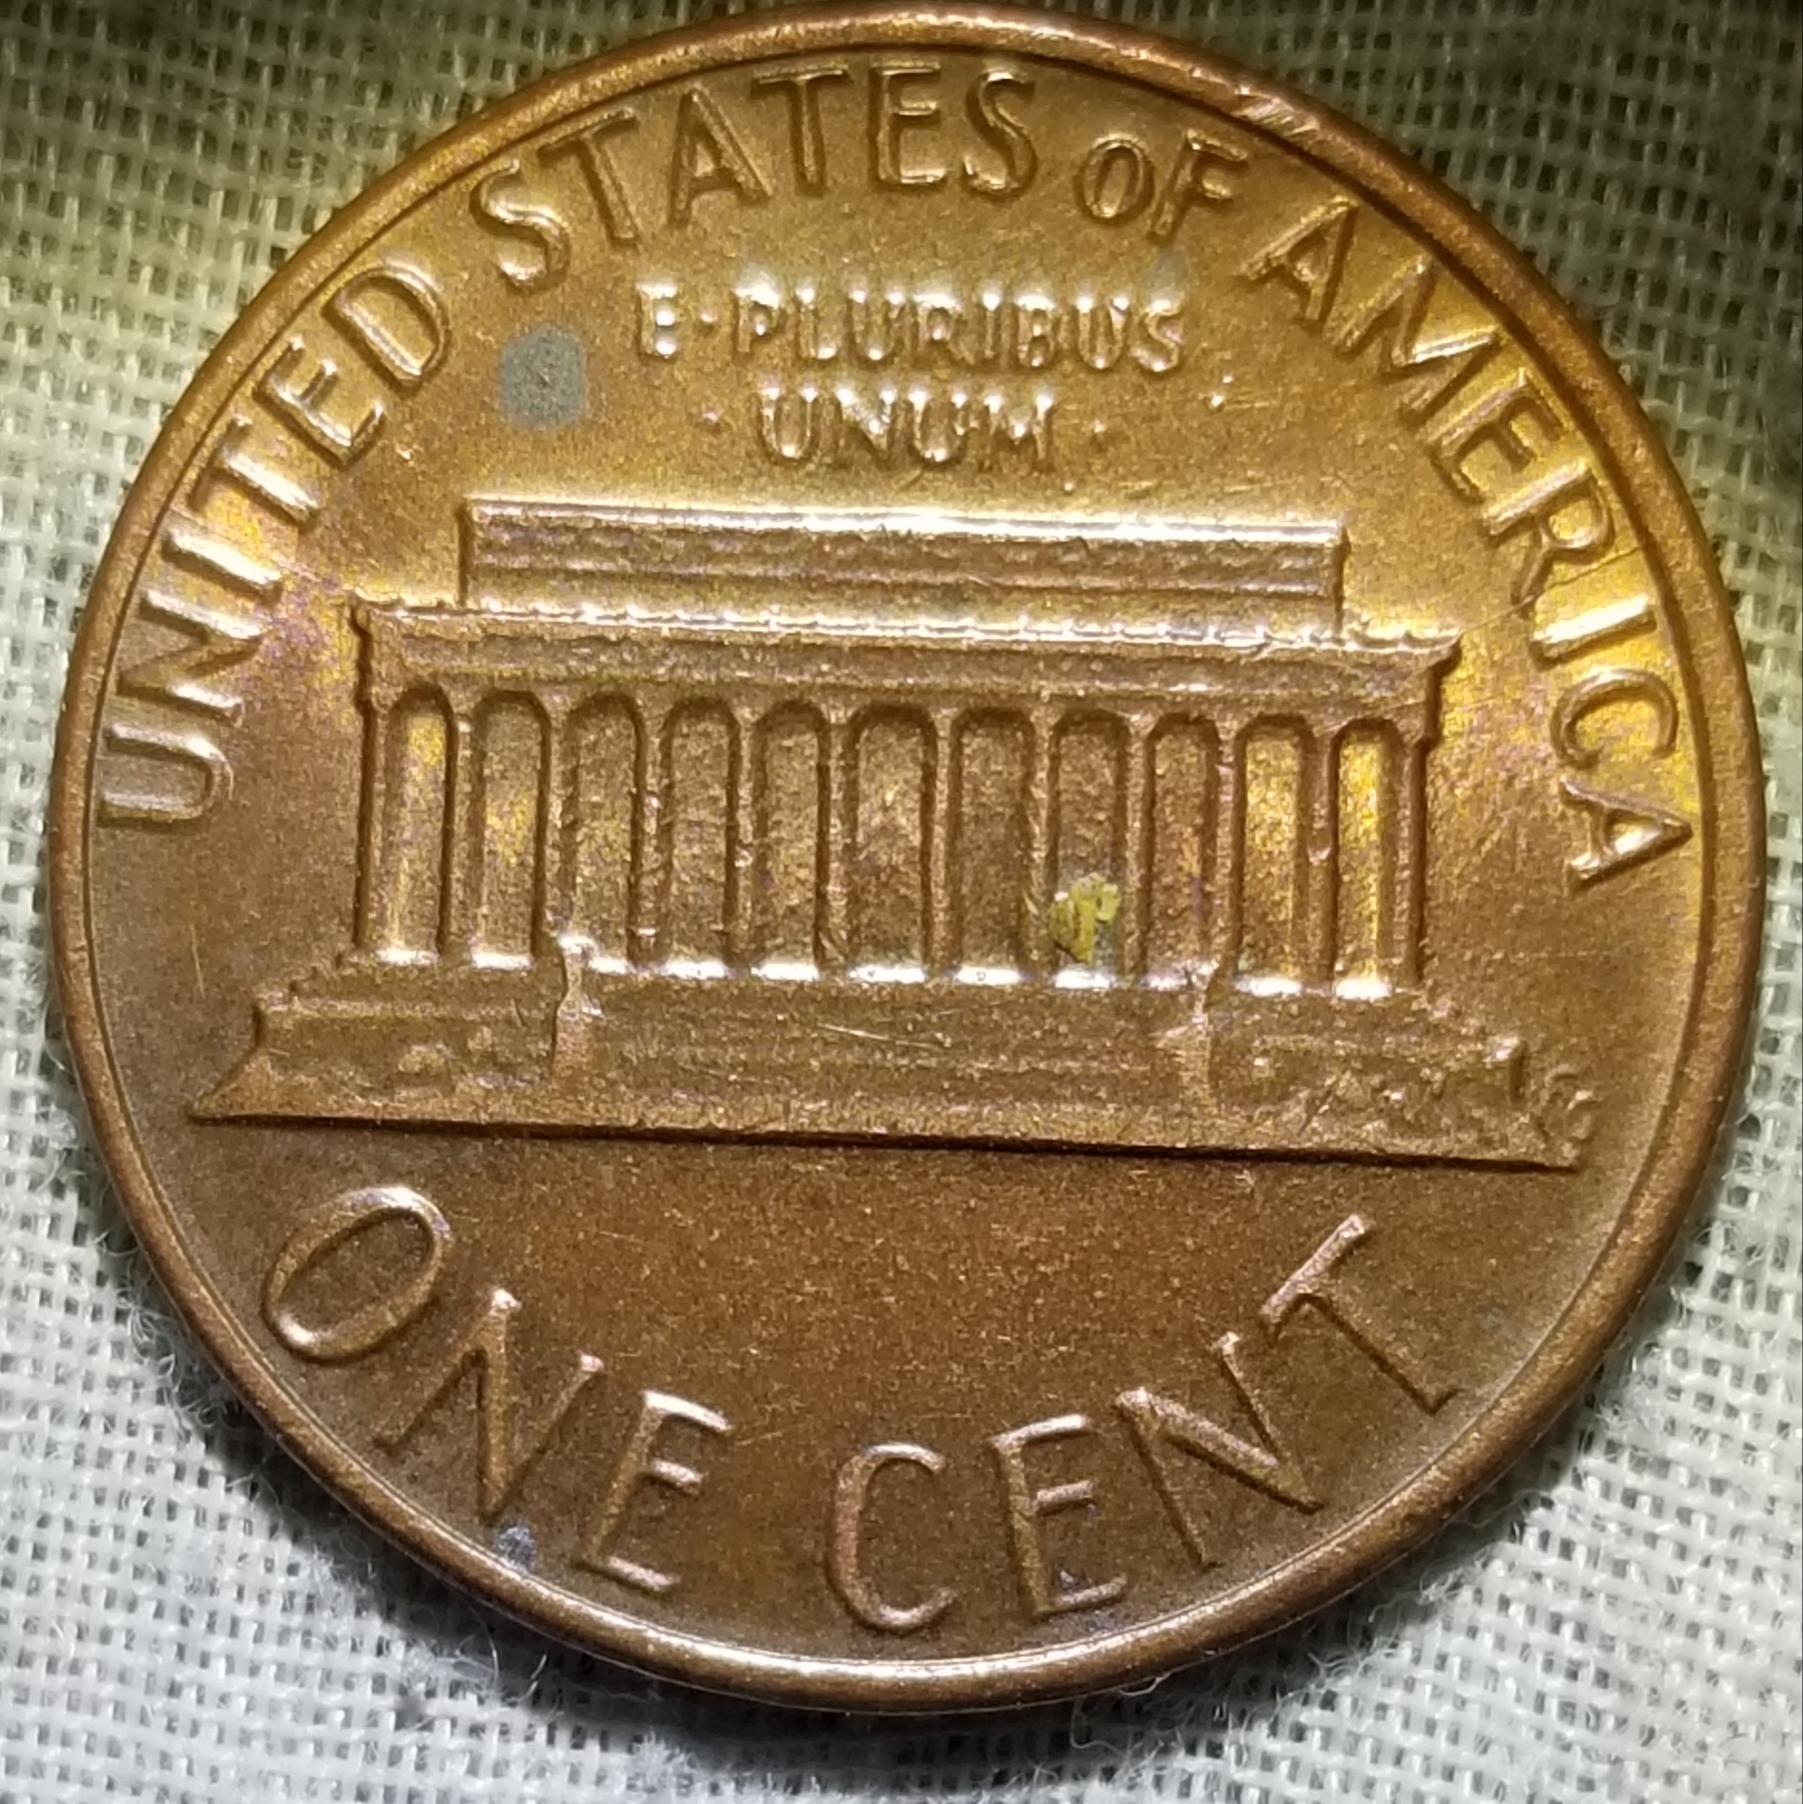 UNITED STATES OF AMERICA
E·PLURIBUS
·UNUM·
ONE CENT